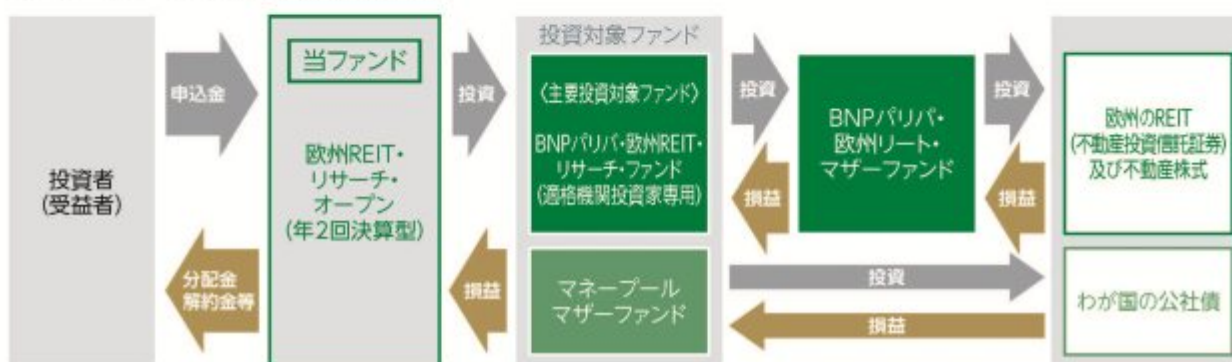 投資者
(受益者)
申込金
分配金
解約金等
当ファンド
欧州REIT・
リサーチ・
オープン
(年2回決算型)
投資
損益
投資対象ファンド
〈主要投資対象ファンド〉
BNPパリバ・欧州REIT・
リサーチ・ファンド
(適格機関投資家専用)
マネープール
マザーファンド
投資
損益
BNPパリバ・
欧州リート・
マザーファンド
投資
損益
投資
損益
欧州のREIT
(不動産投資信託証券)
及び不動産株式
わが国の公社債